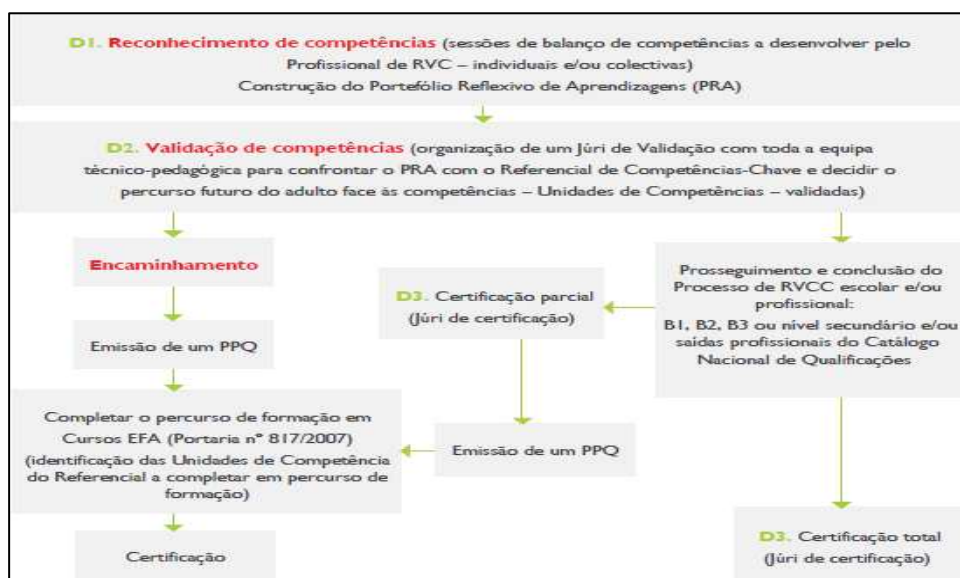 D1. Reconhecimento de competências (sessões de balanço de competências a desenvolver pelo
Profissional de RVC – individuais e/ou colectivas)
Construção do Portefólio Reflexivo de Aprendizagens (PRA)
D2. Validação de competências (organização de um Júri de Validação com toda a equipa
técnico-pedagógica para confrontar o PRA com o Referencial de Competências-Chave e decidir o
percurso futuro do adulto face às competências – Unidades de Competências – validadas)
Encaminhamento
Emissão de um PPQ
Completar o percurso de formação em
Cursos EFA (Portaria nº 817/2007)
(identificação das Unidades de Competência
do Referencial a completar em percurso de
formação)
Certificação
D3. Certificação parcial
(Júri de certificação)
Emissão de um PPQ
Prosseguimento e conclusão do
Processo de RVCC escolar e/ou
profissional:
B1, B2, B3 ou nível secundário e/ou
saídas profissionais do Catálogo
Nacional de Qualificações
D3. Certificação total
(Júri de certificação)